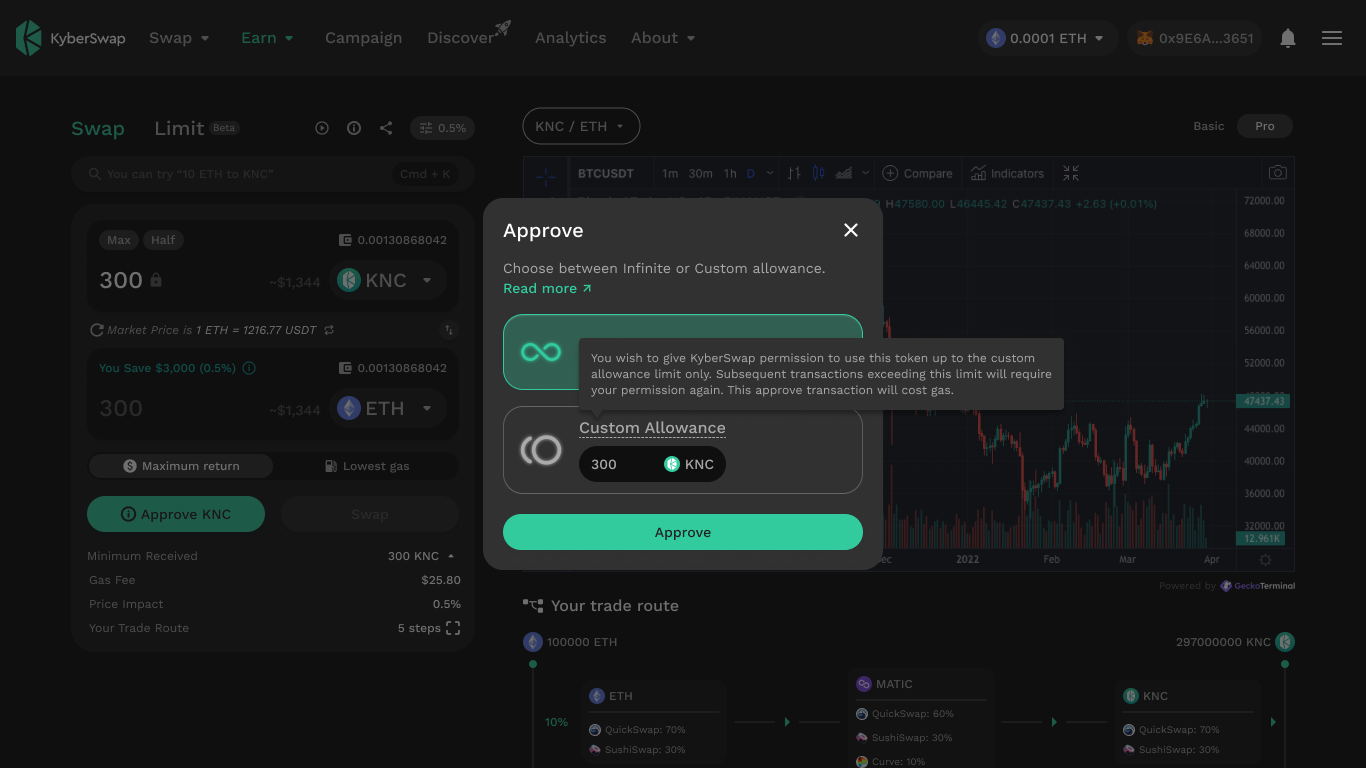 KyberSwap
Swap
Earn
Campaign
Discover
Analytics
About
0.0001 ETH
0x9E6A...3651
Swap
Limit Beta
0.5%
You can try “10 ETH to KNC”
Cmd + K
Max
Half
0.00130868042
300
~$1,344
KNC
Market Price is 1 ETH = 1216.77 USDT
You Save $3,000 (0.5%)
0.00130868042
300
~$1,344
ETH
Maximum return
Lowest gas
Approve KNC
Swap
Minimum Received
300 KNC
Gas Fee
$25.80
Price Impact
0.5%
Your Trade Route
5 steps
KNC / ETH
Basic
Pro
BTCUSDT
1m
30m
1h
D
Compare
Indicators
H47580.00 L46445.42 C47437.43 +2.63 (+0.01%)
72000.00
68000.00
64000.00
60000.00
56000.00
47437.43
44000.00
40000.00
36000.00
32000.00
12.961K
2022
Feb
Mar
Apr
Powered by GeckoTerminal
Approve
Choose between Infinite or Custom allowance.
Read more ↗
You wish to give KyberSwap permission to use this token up to the custom
allowance limit only. Subsequent transactions exceeding this limit will require
your permission again. This approve transaction will cost gas.
Custom Allowance
300
KNC
Approve
Your trade route
100000 ETH
297000000 KNC
10%
ETH
QuickSwap: 70%
SushiSwap: 30%
MATIC
QuickSwap: 60%
SushiSwap: 30%
Curve: 10%
KNC
QuickSwap: 70%
SushiSwap: 30%